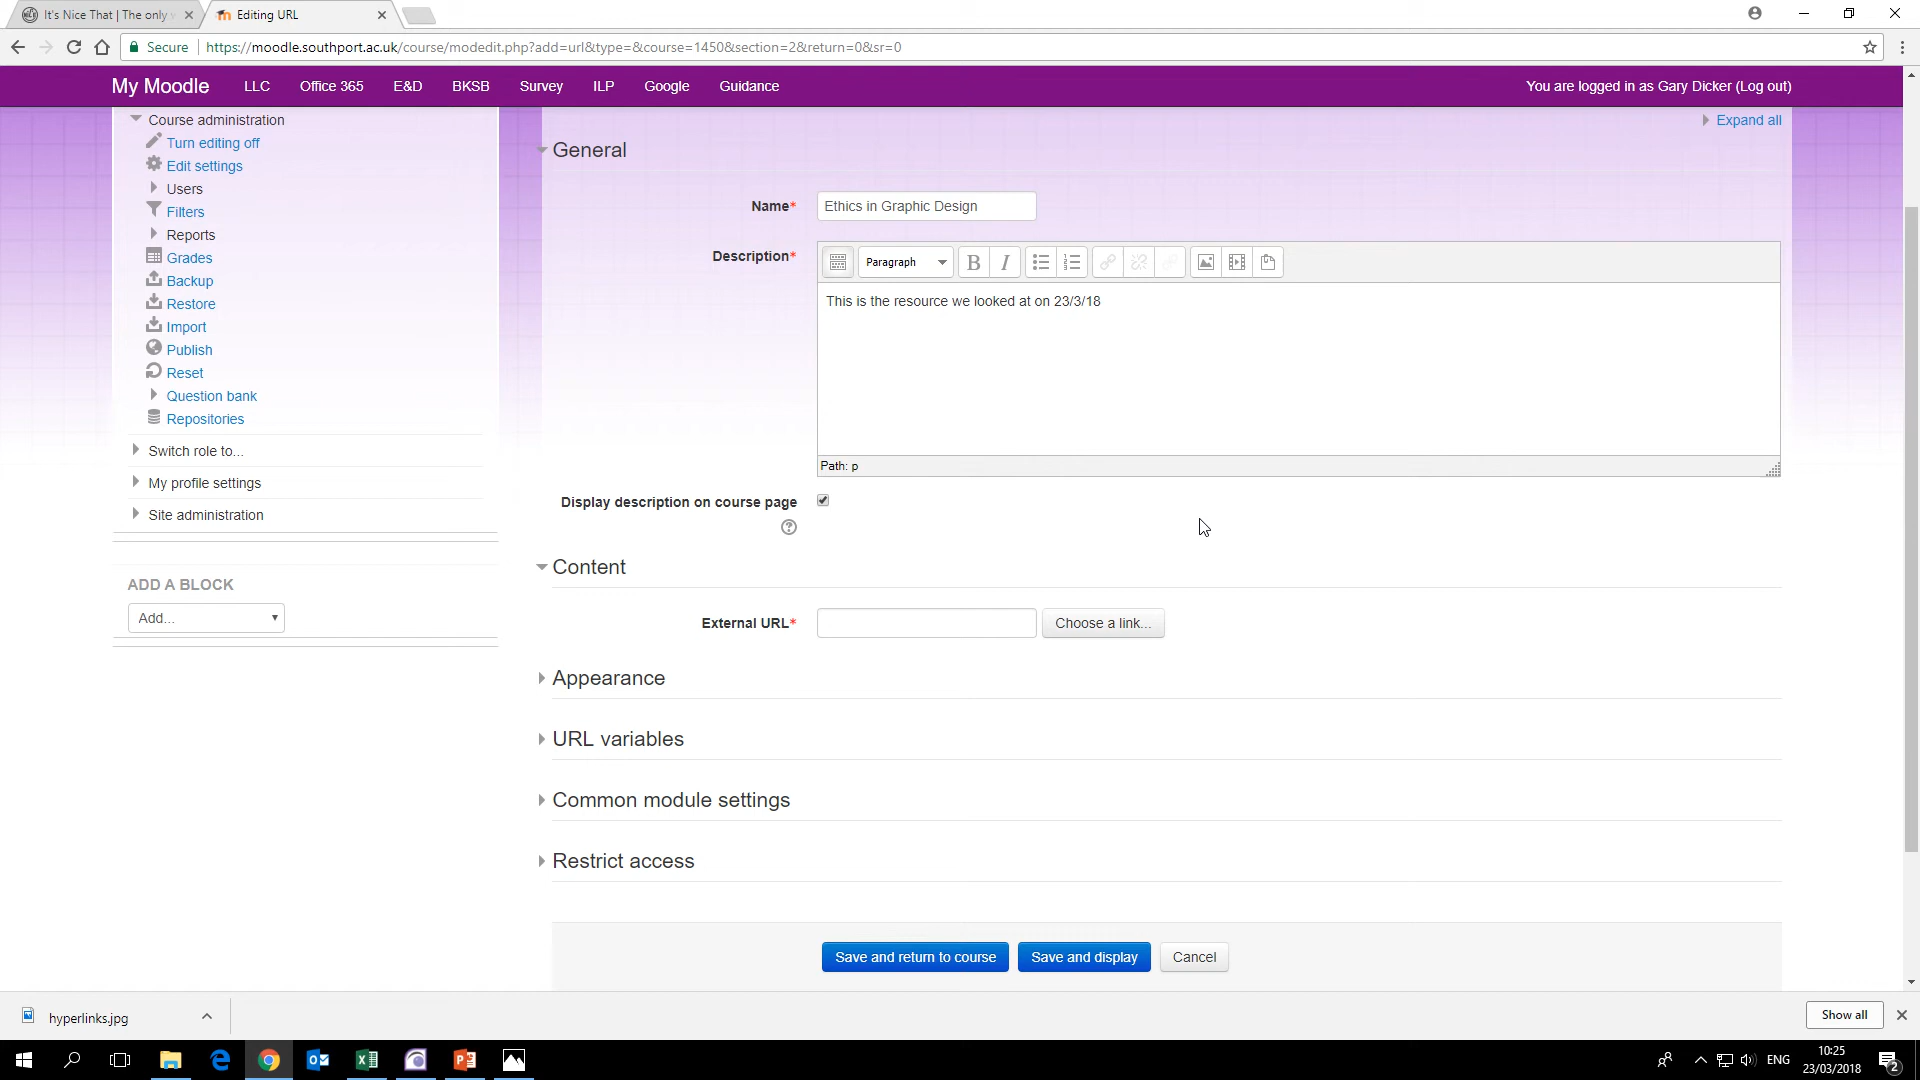 It's Nice That | The only
Editing URL
Secure
https://moodle.southport.ac.uk/course/modedit.php?add=url&type=&course=1450&section=2&return=0&sr=0
My Moodle LLC Office 365 E&D BKSB Survey ILP Google Guidance You are logged in as Gary Dicker (Log out)
Course administration
Turn editing off
Edit settings
Users
Filters
Reports
Grades
Backup
Restore
Import
Publish
Reset
Question bank
Repositories
Switch role to...
My profile settings
Site administration
ADD A BLOCK
Add...
Expand all
General
Name* Ethics in Graphic Design
Description*
Paragraph B I
This is the resource we looked at on 23/3/18
Path: p
Display description on course page
Content
External URL* Choose a link...
Appearance
URL variables
Common module settings
Restrict access
Save and return to course Save and display Cancel
hyperlinks.jpg Show all
ENG 10:25
23/03/2018 2